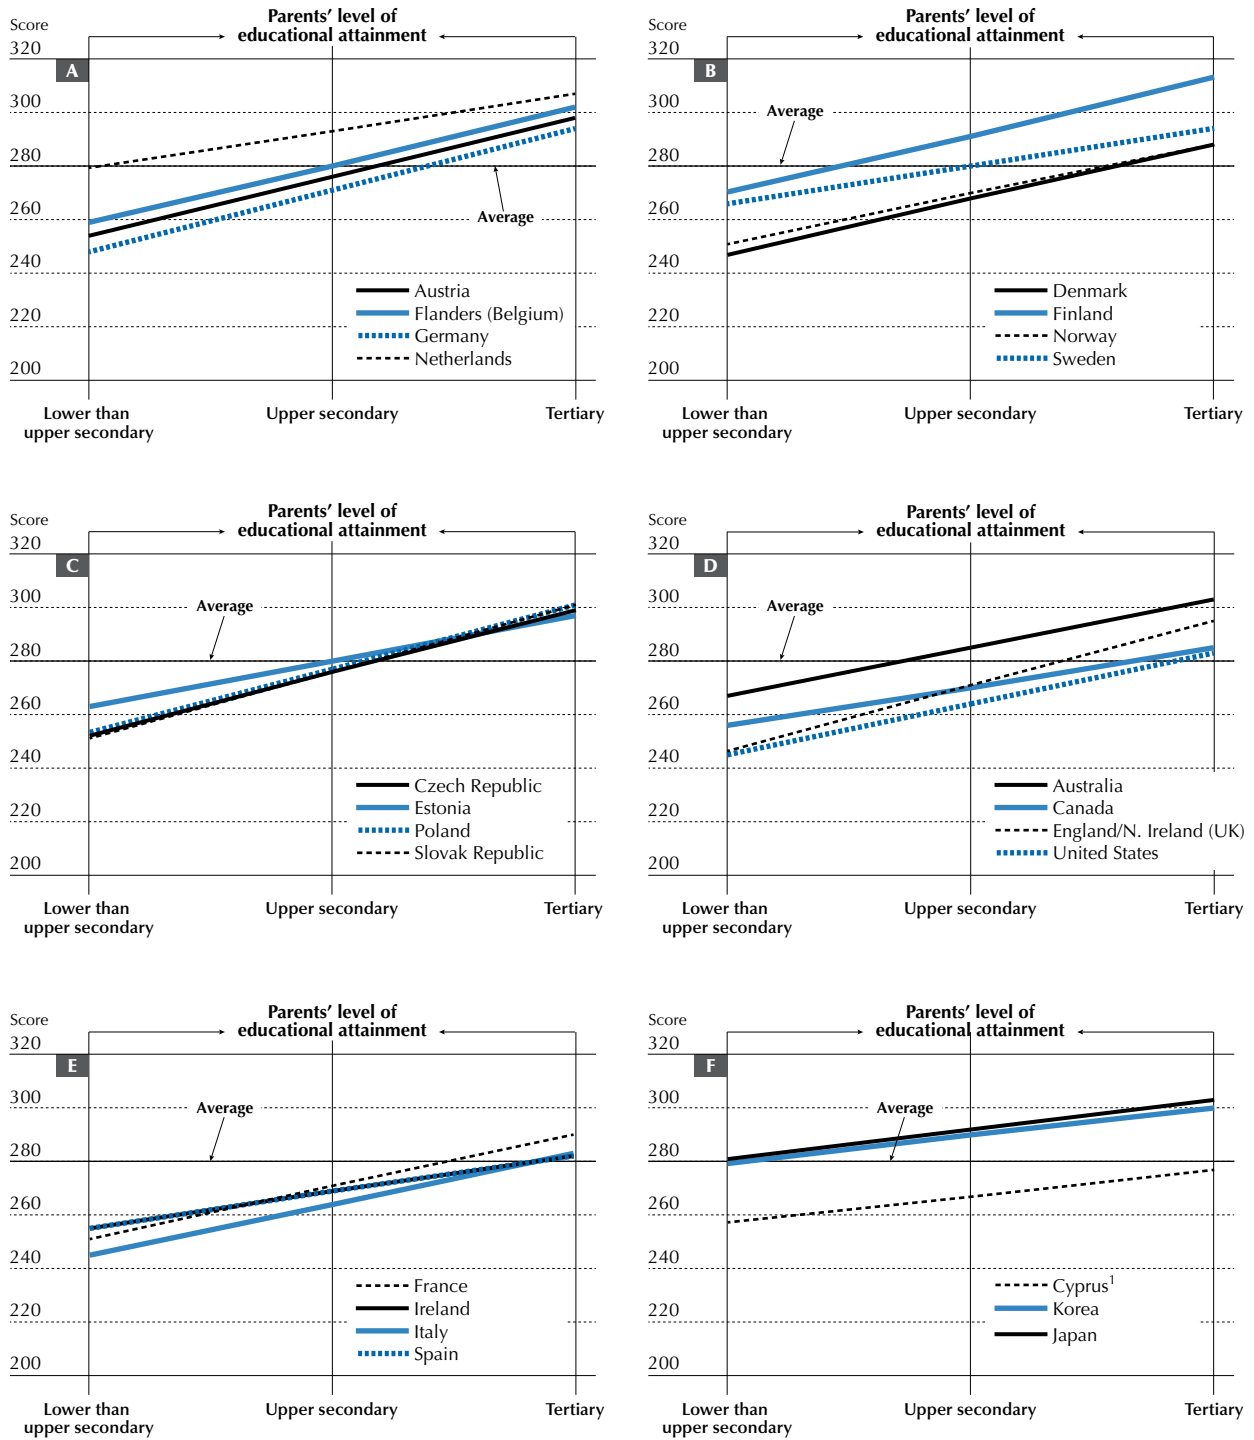 Parents’ level of
educational attainment
Score
320
A
300
280
260
240
220
200
Average
Austria
Flanders (Belgium)
Germany
Netherlands
Lower than
upper secondary
Upper secondary
Tertiary
Parents’ level of
educational attainment
Score
320
B
300
280
260
240
220
200
Average
Denmark
Finland
Norway
Sweden
Lower than
upper secondary
Upper secondary
Tertiary
Parents’ level of
educational attainment
Score
320
C
300
280
260
240
220
200
Average
Czech Republic
Estonia
Poland
Slovak Republic
Lower than
upper secondary
Upper secondary
Tertiary
Parents’ level of
educational attainment
Score
320
D
300
280
260
240
220
200
Average
Australia
Canada
England/N. Ireland (UK)
United States
Lower than
upper secondary
Upper secondary
Tertiary
Parents’ level of
educational attainment
Score
320
E
300
280
260
240
220
200
Average
France
Ireland
Italy
Spain
Lower than
upper secondary
Upper secondary
Tertiary
Parents’ level of
educational attainment
Score
320
F
300
280
260
240
220
200
Average
Cyprus1
Korea
Japan
Lower than
upper secondary
Upper secondary
Tertiary